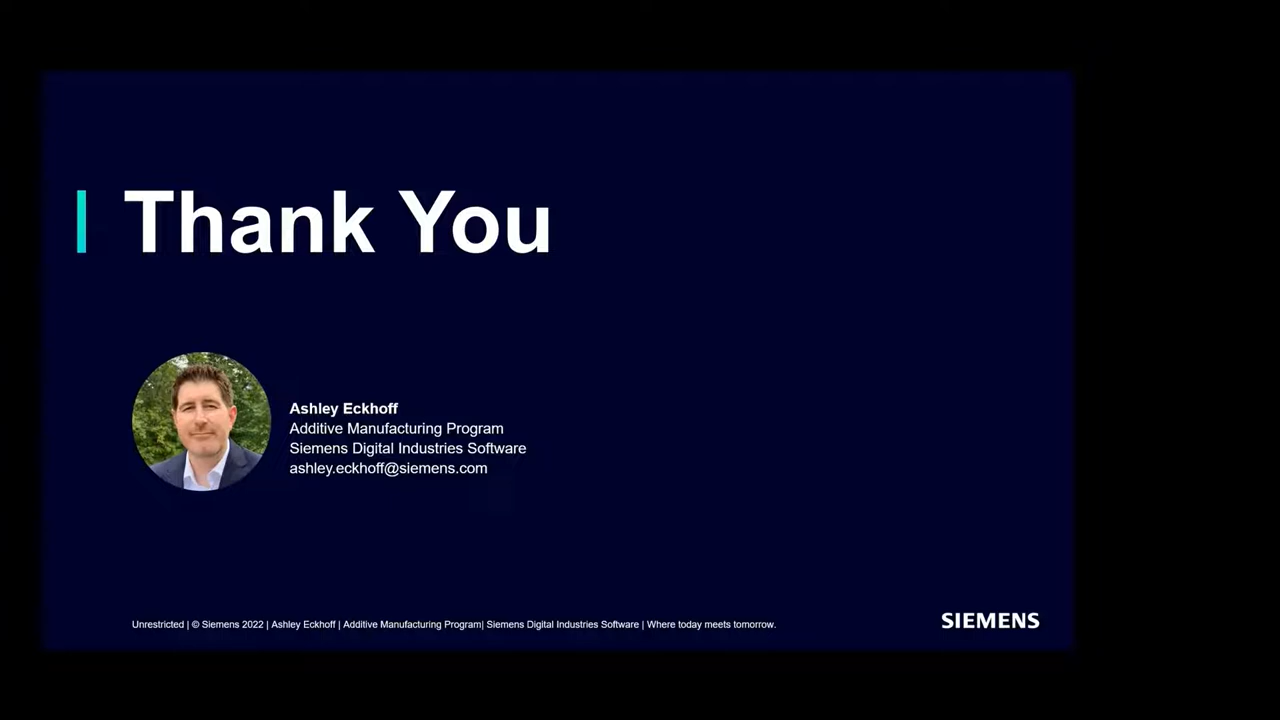 Thank You
Ashley Eckhoff
Additive Manufacturing Program
Siemens Digital Industries Software
ashley.eckhoff@siemens.com
Unrestricted | © Siemens 2022 | Ashley Eckhoff | Additive Manufacturing Program| Siemens Digital Industries Software | Where today meets tomorrow.
SIEMENS